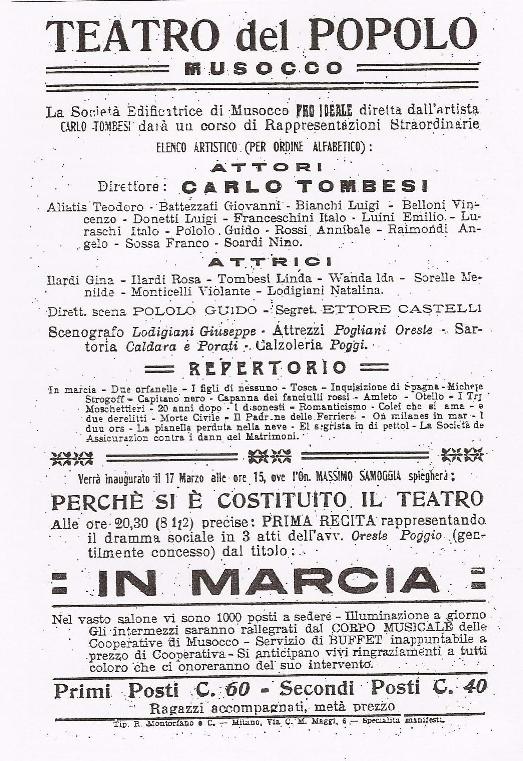 TEATRO del POPOLO
MUSOCCO
La Società Edificatrice di Musocco PRO IDEALE diretta dall'artista
CARLO TOMBESI darà un corso di Rappresentazioni Straordinarie
ELENCO ARTISTICO (PER ORDINE ALFABETICO):
ATTORI
Direttore: CARLO TOMBESI
Aliatis Teodoro - Battezzati Giovanni - Bianchi Luigi - Belloni Vin-
cenzo - Donetti Luigi - Franceschini Italo - Luini Emilio - Lu-
raschi Italo - Pololo Guido - Rossi Annibale - Raimondi An-
gelo - Sossa Franco - Soardi Nino.
ATTRICI
Ilardi Gina - Ilardi Rosa - Tombesi Linda - Wanda Ida - Sorelle Me-
nilde - Monticelli Violante - Lodigiani Natalina.
Dirett. scena POLOLO GUIDO - Segret. ETTORE CASTELLI
Scenografo Lodigiani Giuseppe - Attrezzi Pogliani Oreste - Sar-
toria Caldara e Porati - Calzoleria Poggi.
REPERTORIO
In marcia - Due orfanelle - I figli di nessuno - Tosca - Inquisizione di Spagna - Michele
Strogoff - Capitano nero - Capanna dei fanciulli rossi - Amleto - Otello - I Tre
Moschettieri - 20 anni dopo - I disonesti - Romanticismo - Colei che si ama - e
due derelitti - Morte Civile - Il Padrone delle Ferriere - On milanes in mar - I
duu ors - La pianella perduta nella neve - El segrista in di pettol - La Società de
Assicurazion contra i dann del Matrimoni.
Verrà inaugurato il 17 Marzo alle ore 15, ove l'On. MASSIMO SAMOGGIA spiegherà:
PERCHÈ SI È COSTITUITO IL TEATRO
Alle ore 20,30 (8 1|2) precise: PRIMA RECITA rappresentando
il dramma sociale in 3 atti dell'avv. Oreste Poggio (gen-
tilmente concesso) dal titolo:
IN MARCIA
Nel vasto salone vi sono 1000 posti a sedere - Illuminazione a giorno
Gli intermezzi saranno rallegrati dal CORPO MUSICALE delle
Cooperative di Musocco - Servizio di BUFFET inappuntabile a
prezzo di Cooperativa - Si anticipano vivi ringraziamenti a tutti
coloro che ci onoreranno del suo intervento.
Primi Posti C. 60 - Secondi Posti C. 40
Ragazzi accompagnati, metà prezzo
Tip. R. Montorfano e C. — Milano, Via C. M. Maggi, 6 — Specialità manifesti.